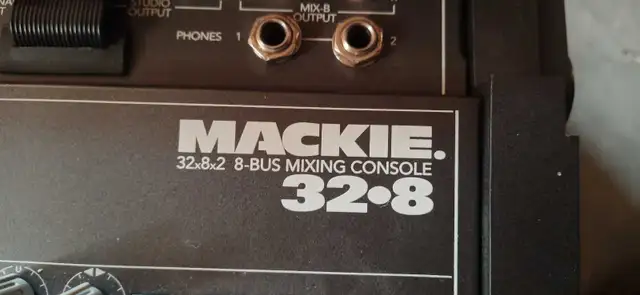 STUDIO
OUTPUT
MIX-B
OUTPUT
PHONES 1 2
MACKIE.
32x8x2 8-BUS MIXING CONSOLE
32•8